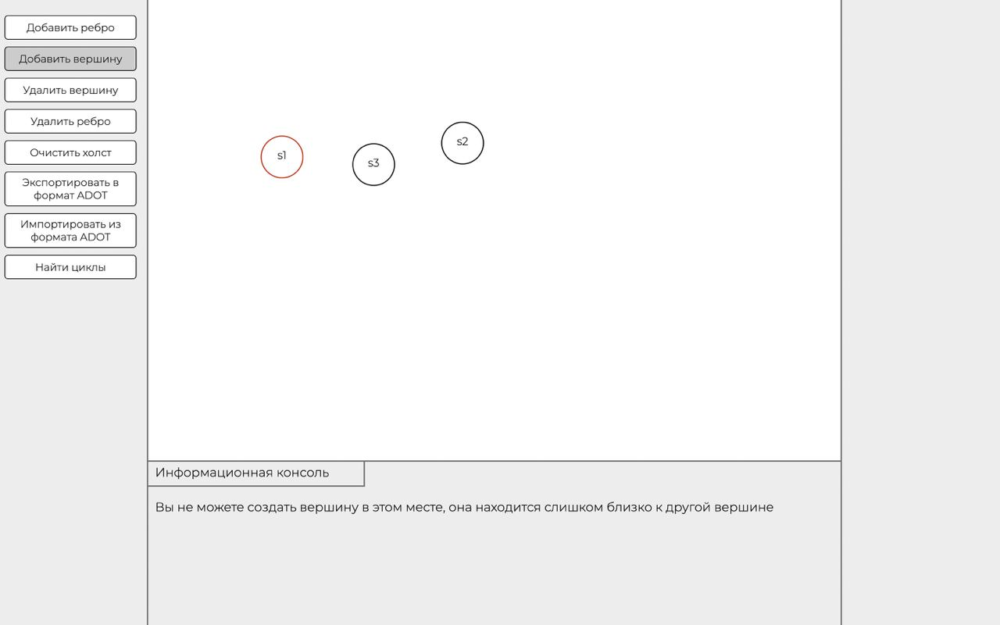 Добавить ребро
Добавить вершину
Удалить вершину
Удалить ребро
Очистить холст
Экспортировать в
формат ADOT
Импортировать из
формата ADOT
Найти циклы
s1
s3
s2
Информационная консоль
Вы не можете создать вершину в этом месте, она находится слишком близко к другой вершине